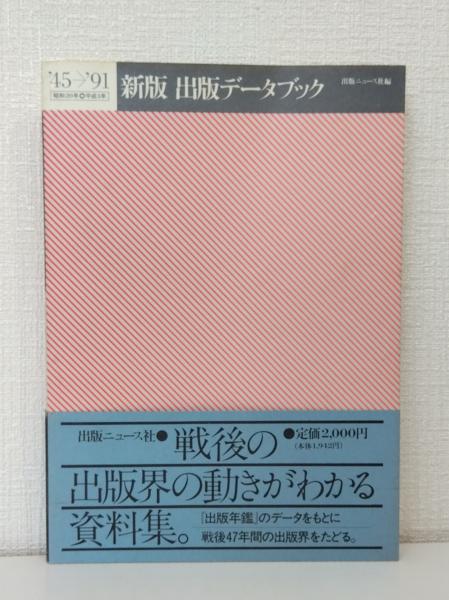 '45→'91
昭和20年●平成3年
新版 出版データブック
出版ニュース社編
出版ニュース社●
戦後の
●定価2,000円
(本体1,942円)
出版界の動きがわかる
資料集。
『出版年鑑』のデータをもとに
戦後47年間の出版界をたどる。